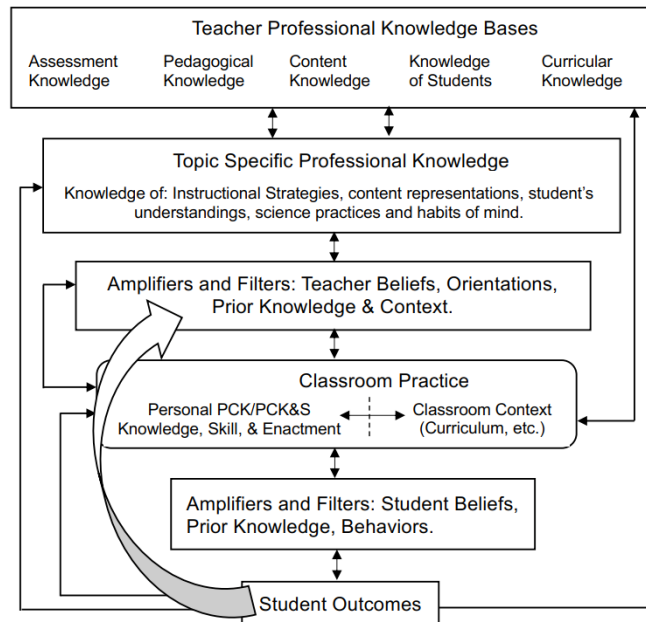 Teacher Professional Knowledge Bases
Assessment Knowledge
Pedagogical Knowledge
Content Knowledge
Knowledge of Students
Curricular Knowledge
Topic Specific Professional Knowledge
Knowledge of: Instructional Strategies, content representations, student's
understandings, science practices and habits of mind.
Amplifiers and Filters: Teacher Beliefs, Orientations,
Prior Knowledge & Context.
Classroom Practice
Personal PCK/PCK&S
Knowledge, Skill, & Enactment
Classroom Context
(Curriculum, etc.)
Amplifiers and Filters: Student Beliefs,
Prior Knowledge, Behaviors.
Student Outcomes